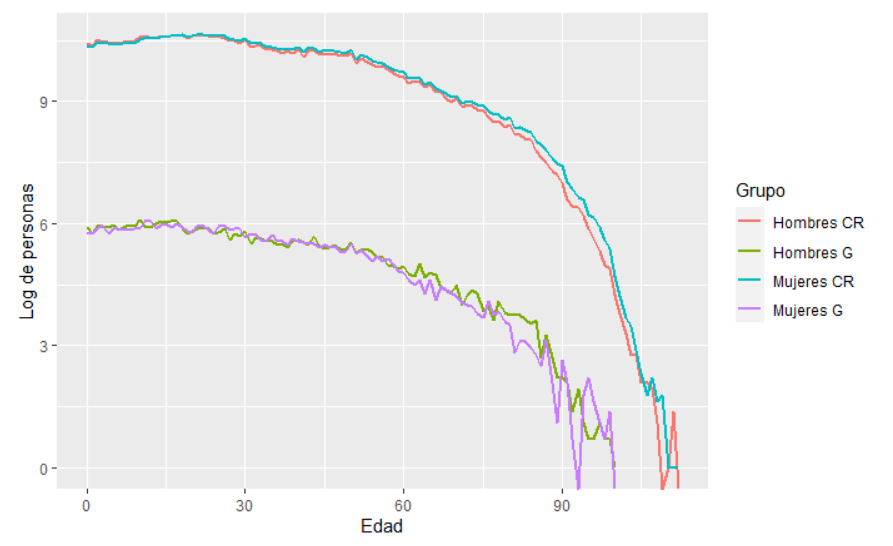 9
6
3
0
Log de personas
0 30 60 90
Edad
Grupo
Hombres CR
Hombres G
Mujeres CR
Mujeres G